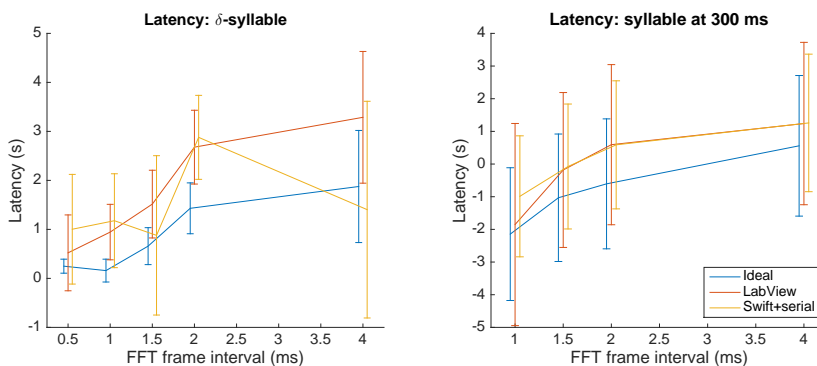 Latency: δ-syllable
5
4
3
2
1
0
-1
Latency (s)
0.5 1 1.5 2 2.5 3 3.5 4
FFT frame interval (ms)
Latency: syllable at 300 ms
4
3
2
1
0
-1
-2
-3
-4
-5
Latency (s)
1 1.5 2 2.5 3 3.5 4
FFT frame interval (ms)
Ideal
LabView
Swift+serial